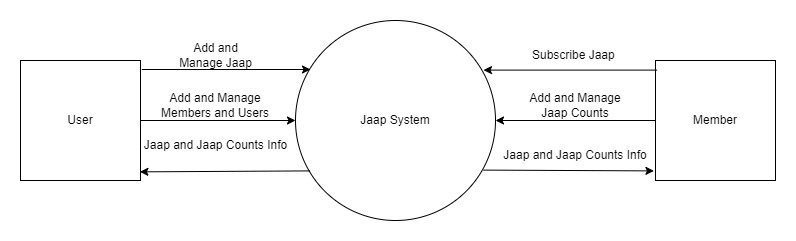 Add and
Manage Jaap
Subscribe Jaap
User
Add and Manage
Members and Users
Jaap System
Add and Manage
Jaap Counts
Member
Jaap and Jaap Counts Info
Jaap and Jaap Counts Info